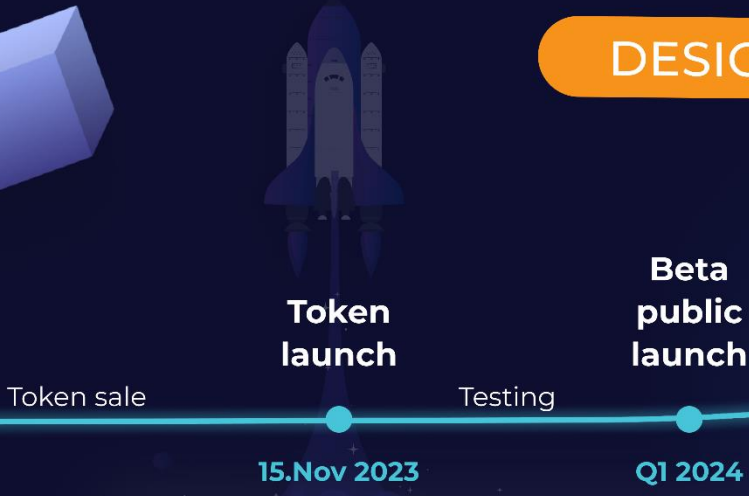 DESIG
Token
launch
Beta
public
launch
Token sale
Testing
15.Nov 2023
Q1 2024